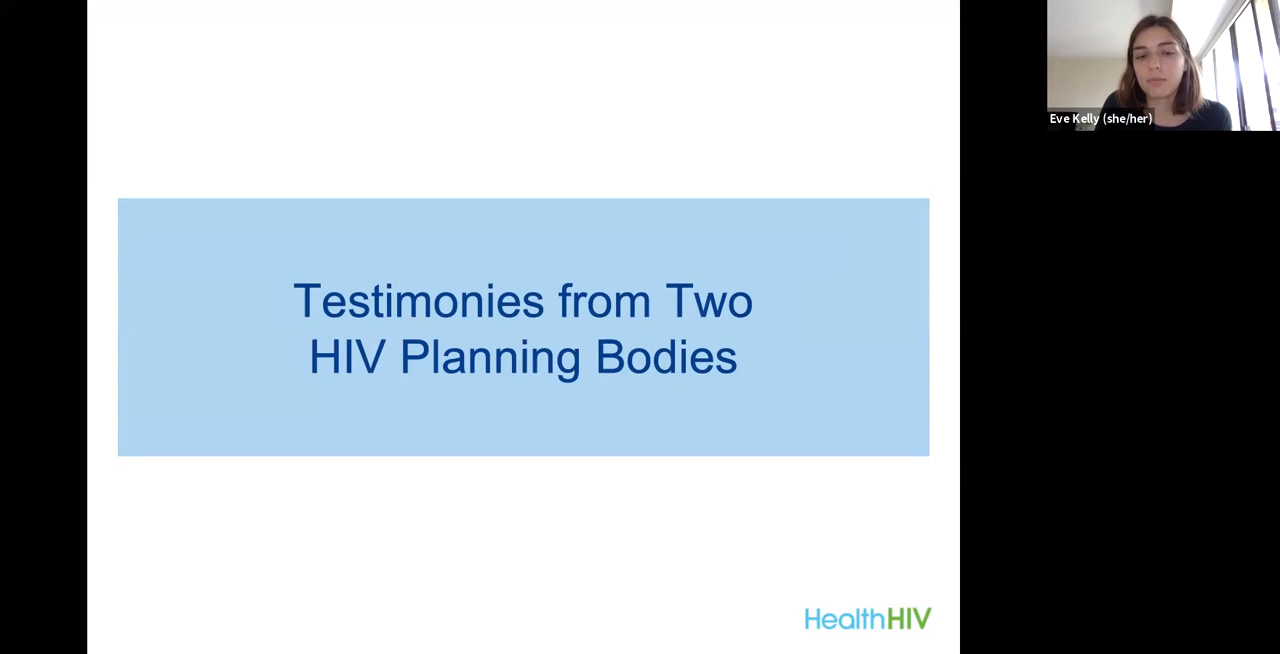 Testimonies from Two
HIV Planning Bodies
HealthHIV
Eve Kelly (she/her)